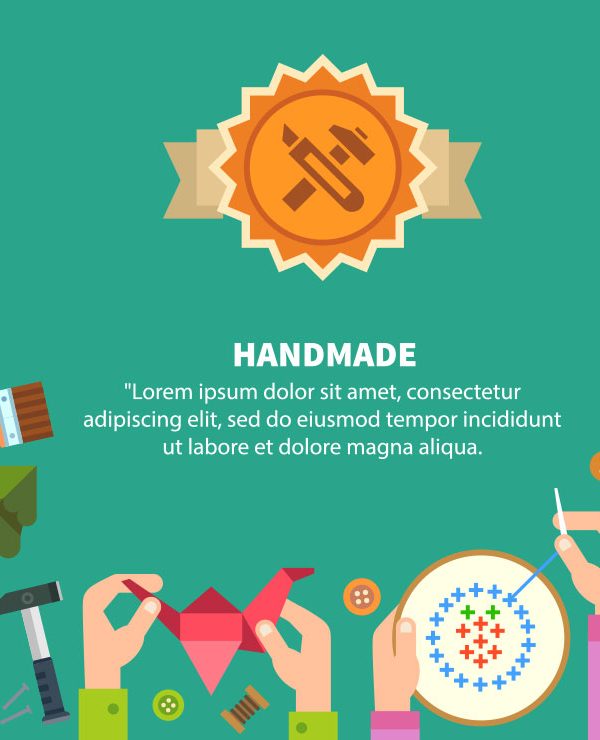 HANDMADE
"Lorem ipsum dolor sit amet, consectetur
adipiscing elit, sed do eiusmod tempor incididunt
ut labore et dolore magna aliqua.